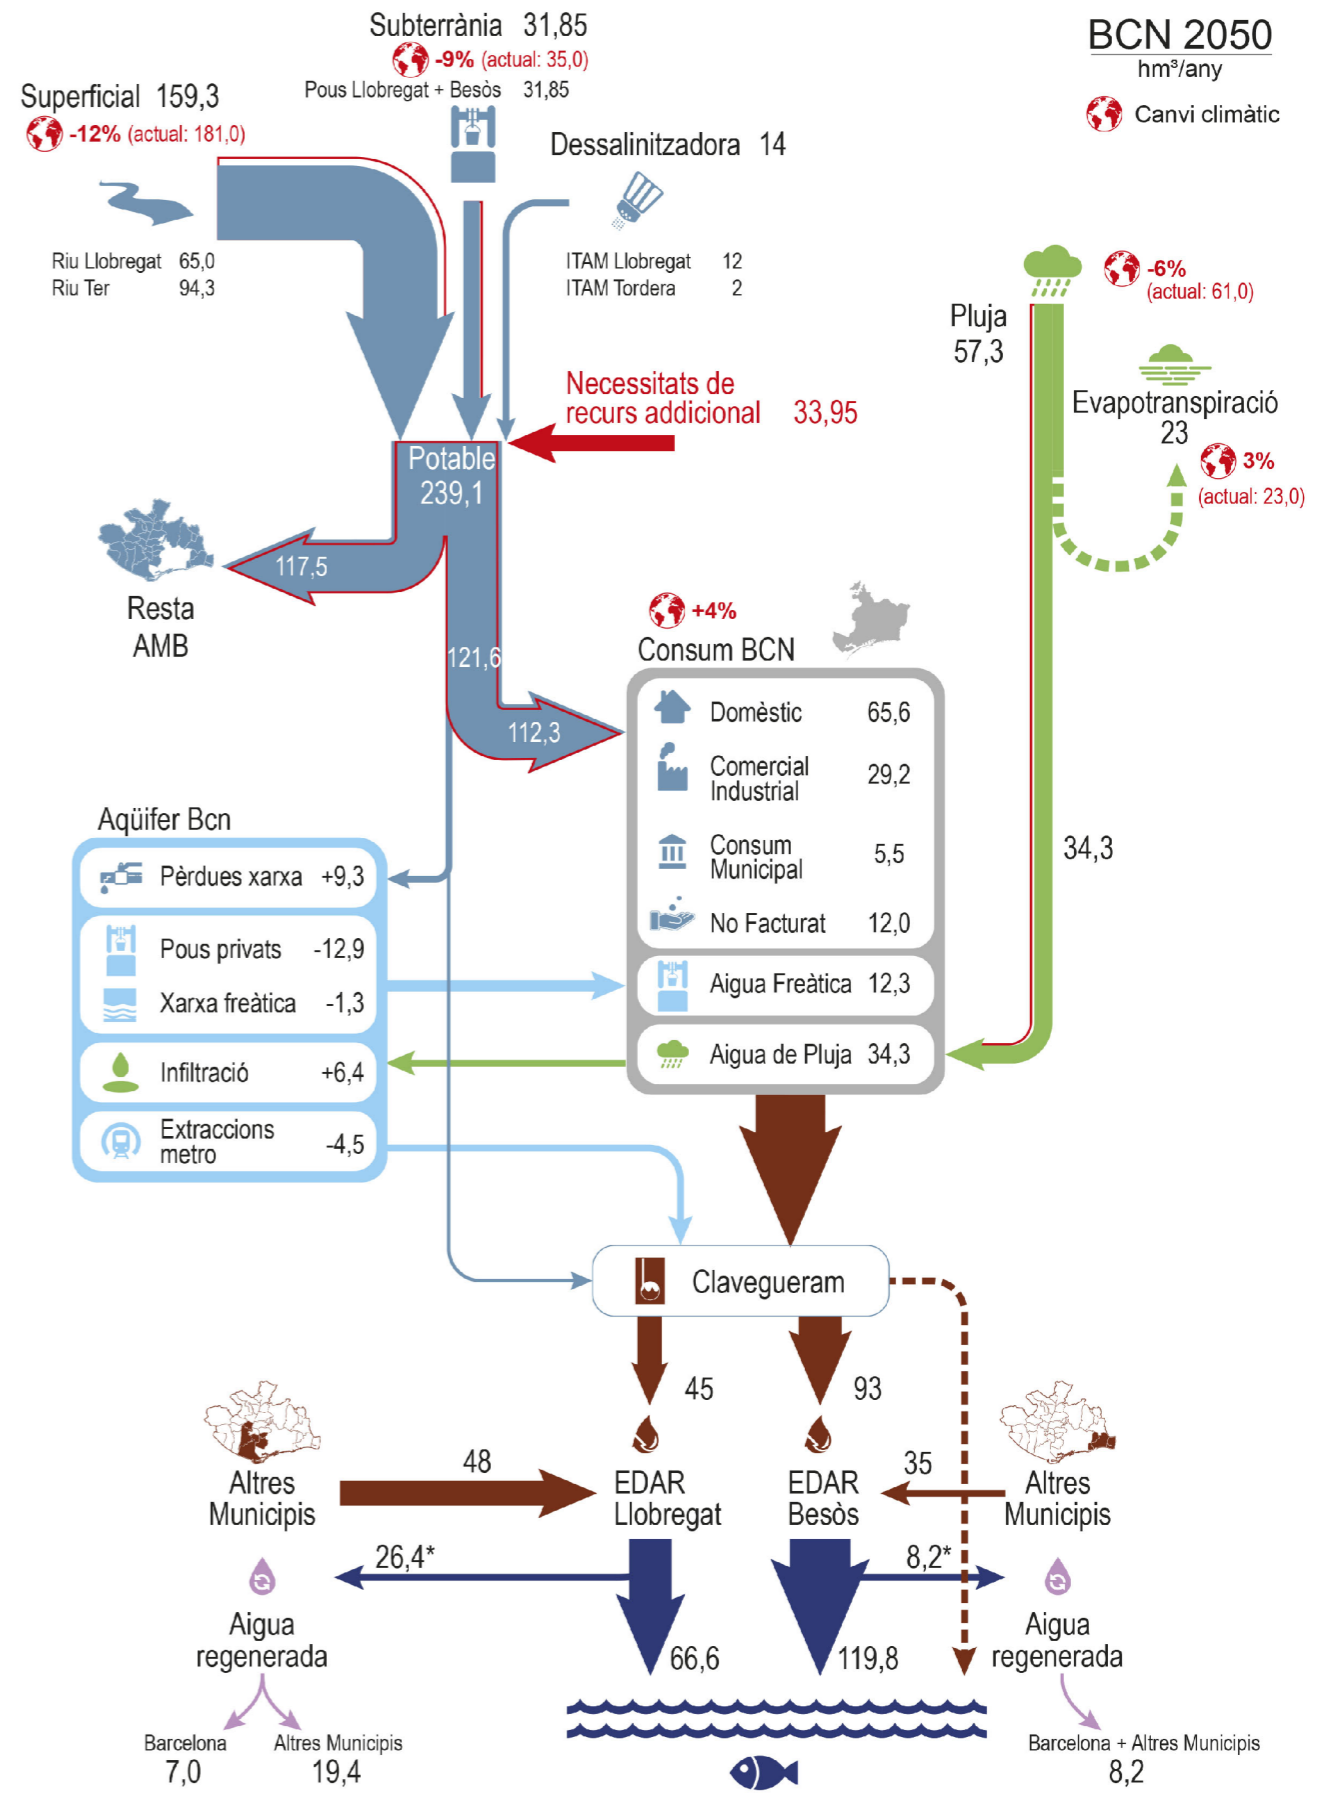 BCN 2050
hm³/any
Canvi climàtic
Subterrània 31,85
-9% (actual: 35,0)
Pous Llobregat + Besòs 31,85
Superficial 159,3
-12% (actual: 181,0)
Dessalinitzadora 14
Riu Llobregat 65,0
Riu Ter 94,3
ITAM Llobregat 12
ITAM Tordera 2
-6%
(actual: 61,0)
Pluja
57,3
Evapotranspiració
23
3%
(actual: 23,0)
Necessitats de
recurs addicional 33,95
Potable
239,1
117,5
Resta
AMB
121,6
112,3
+4%
Consum BCN
Domèstic 65,6
Comercial
Industrial 29,2
Consum
Municipal 5,5
No Facturat 12,0
Aigua Freàtica 12,3
Aigua de Pluja 34,3
34,3
Aqüifer Bcn
Pèrdues xarxa +9,3
Pous privats -12,9
Xarxa freàtica -1,3
Infiltració +6,4
Extraccions
metro -4,5
Clavegueram
45
93
Altres
Municipis
48
EDAR
Llobregat
EDAR
Besòs
35
Altres
Municipis
26,4*
8,2*
Aigua
regenerada
66,6
119,8
Aigua
regenerada
Barcelona
7,0
Altres Municipis
19,4
Barcelona + Altres Municipis
8,2